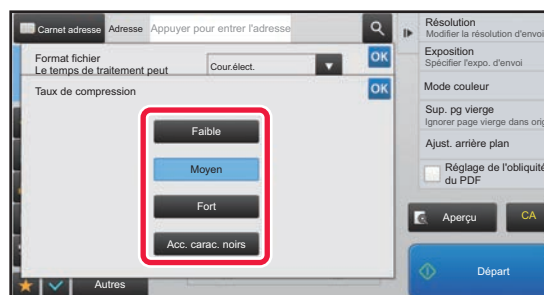 Carnet adresse
Adresse
Appuyer pour entrer l'adresse
Format fichier
Le temps de traitement peut
Cour.élect.
OK
Taux de compression
OK
Faible
Moyen
Fort
Acc. carac. noirs
Autres
Résolution
Modifier la résolution d'envoi
Exposition
Spécifier l'expo. d'envoi
Mode couleur
Sup. pg vierge
Ignorer page vierge dans orig
Ajust. arrière plan
Réglage de l'obliquité
du PDF
Aperçu
CA
Départ